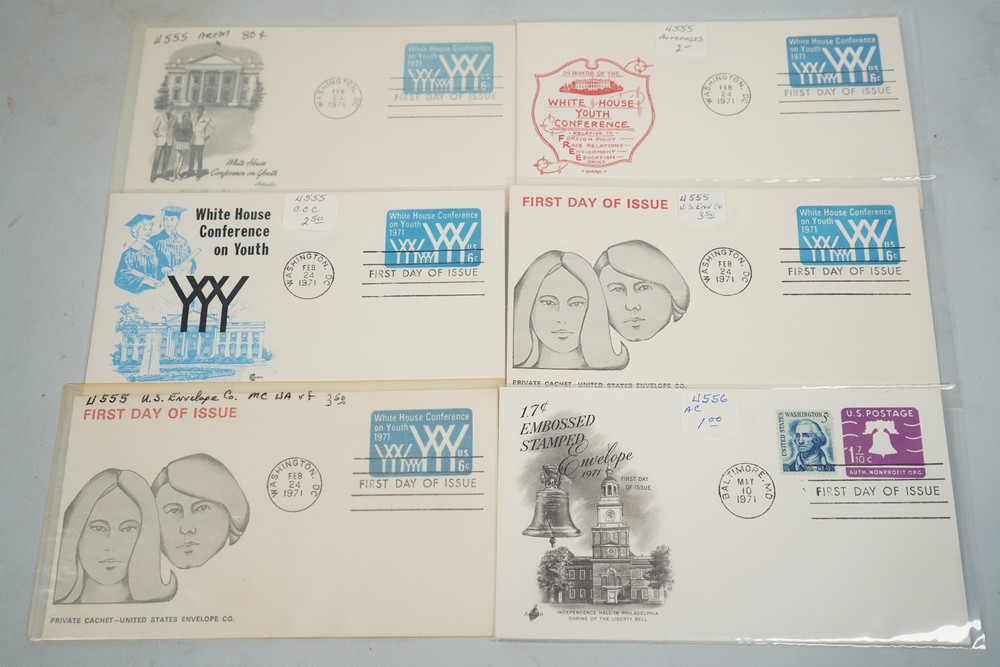 U555 Artm 80¢
White House Conference
on Youth
1971
US
6c
WASHINGTON, DC
FEB
24
1971
FIRST DAY OF ISSUE
White House
Conference on Youth
U555
2—
IN HONOR OF THE
WHITE HOUSE
YOUTH
CONFERENCE
RELATIVE TO
FOREIGN POLICY
RACE RELATIONS
ENVIORMENT
EDUCATION
DRUGS
White House Conference
on Youth
1971
US
6c
WASHINGTON, DC
FEB
24
1971
FIRST DAY OF ISSUE
White House
Conference
on Youth
U555
C.C.C.
2 50
White House Conference
on Youth
1971
US
6c
WASHINGTON, DC
FEB
24
1971
FIRST DAY OF ISSUE
FIRST DAY OF ISSUE
U555
U.S. Env Co
3 50
White House Conference
on Youth
1971
US
6c
WASHINGTON, DC
FEB
24
1971
FIRST DAY OF ISSUE
PRIVATE CACHET—UNITED STATES ENVELOPE CO.
U555 U.S. Envelope Co. MC UA vf 3 50
FIRST DAY OF ISSUE
White House Conference
on Youth
1971
US
6c
WASHINGTON, DC
FEB
24
1971
FIRST DAY OF ISSUE
PRIVATE CACHET—UNITED STATES ENVELOPE CO.
1.7¢
EMBOSSED
STAMPED
Envelope
1971
FIRST DAY
OF ISSUE
U556
AC
1 00
UNITED STATES
WASHINGTON 5c
U.S. POSTAGE
1 7/10 c
AUTH. NONPROFIT ORG.
BALTIMORE, MD
MAY
10
1971
FIRST DAY OF ISSUE
INDEPENDENCE HALL IN PHILADELPHIA
SHRINE OF THE LIBERTY BELL